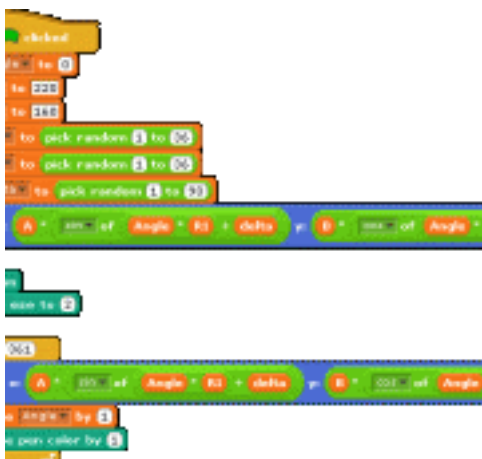 clicked
to 0
to 220
to 160
to pick random 1 to 36
to pick random 1 to 36
to pick random 1 to 90
A * sin of Angle * R1 + delta y: B * of Angle *
size to 2
361
A * sin of Angle * R1 + delta y: B * cos of Angle
Angle by 1
pen color by 1